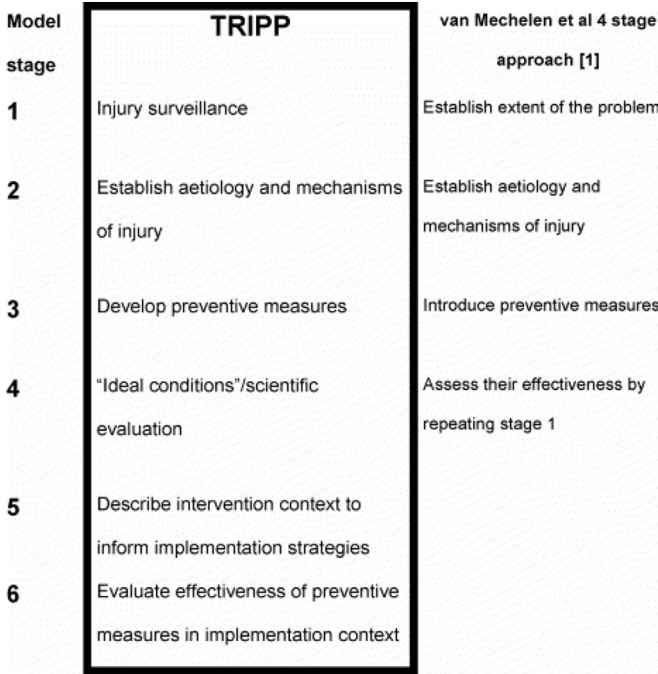 Model TRIPP van Mechelen et al 4 stage
stage approach [1]
1 Injury surveillance Establish extent of the problem
2 Establish aetiology and mechanisms Establish aetiology and
of injury mechanisms of injury
3 Develop preventive measures Introduce preventive measures
4 “Ideal conditions”/scientific Assess their effectiveness by
evaluation repeating stage 1
5 Describe intervention context to
inform implementation strategies
6 Evaluate effectiveness of preventive
measures in implementation context